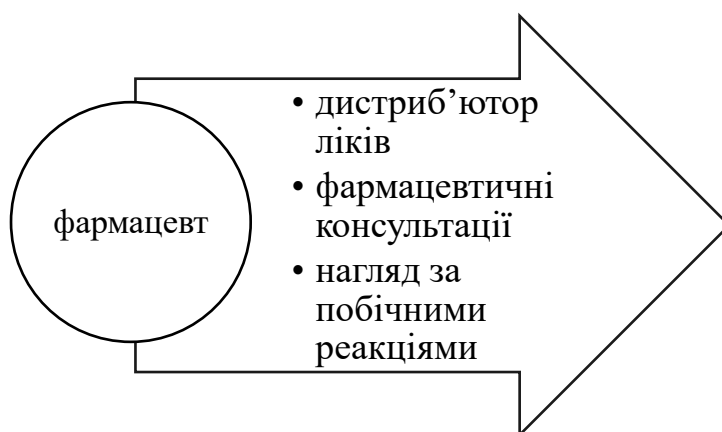 фармацевт
• дистриб’ютор
ліків
• фармацевтичні
консультації
• нагляд за
побічними
реакціями